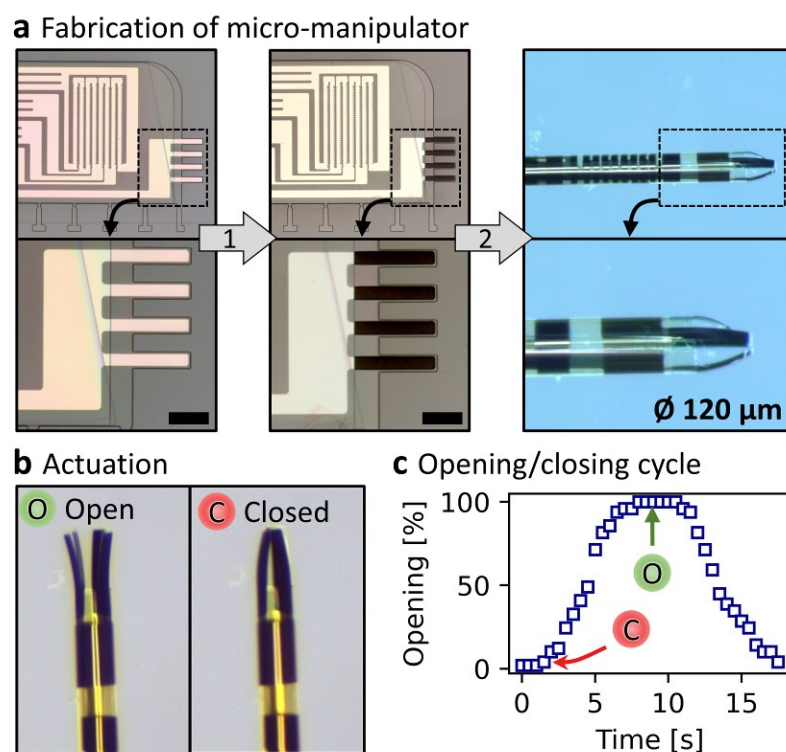 a Fabrication of micro-manipulator
1
2
Ø 120 µm
b Actuation
O Open
C Closed
c Opening/closing cycle
Opening [%]
100
50
0
O
C
0 5 10 15
Time [s]